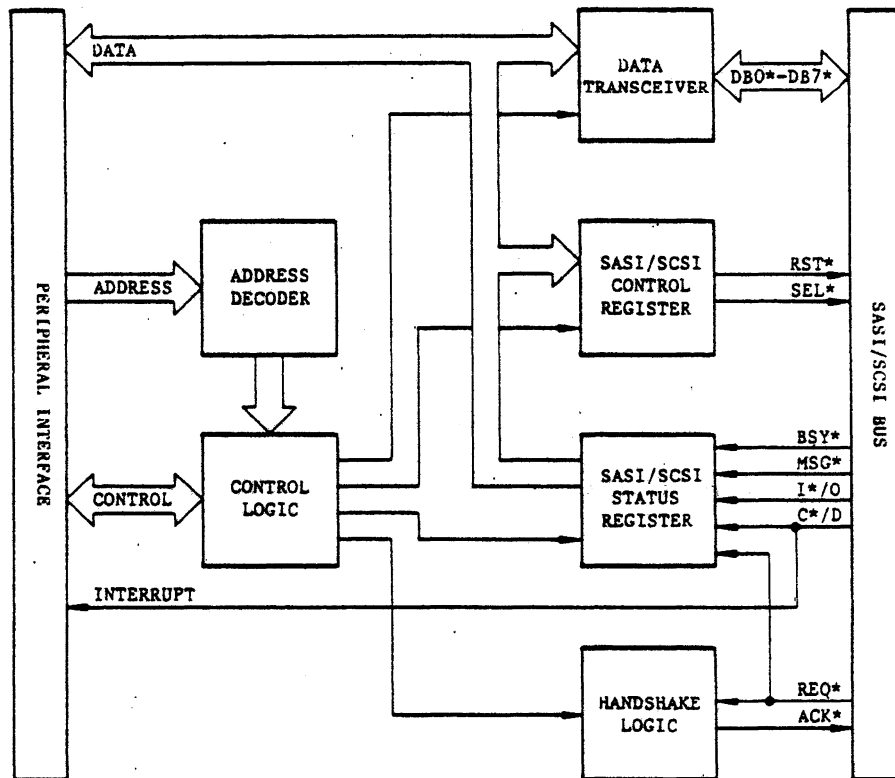 DATA
DATA
TRANSCEIVER
DB0*-DB7*
PERIPHERAL INTERFACE
ADDRESS
ADDRESS
DECODER
SASI/SCSI
CONTROL
REGISTER
RST*
SEL*
SASI/SCSI BUS
CONTROL
CONTROL
LOGIC
SASI/SCSI
STATUS
REGISTER
BSY*
MSG*
I*/O
C*/D
INTERRUPT
HANDSHAKE
LOGIC
REQ*
ACK*